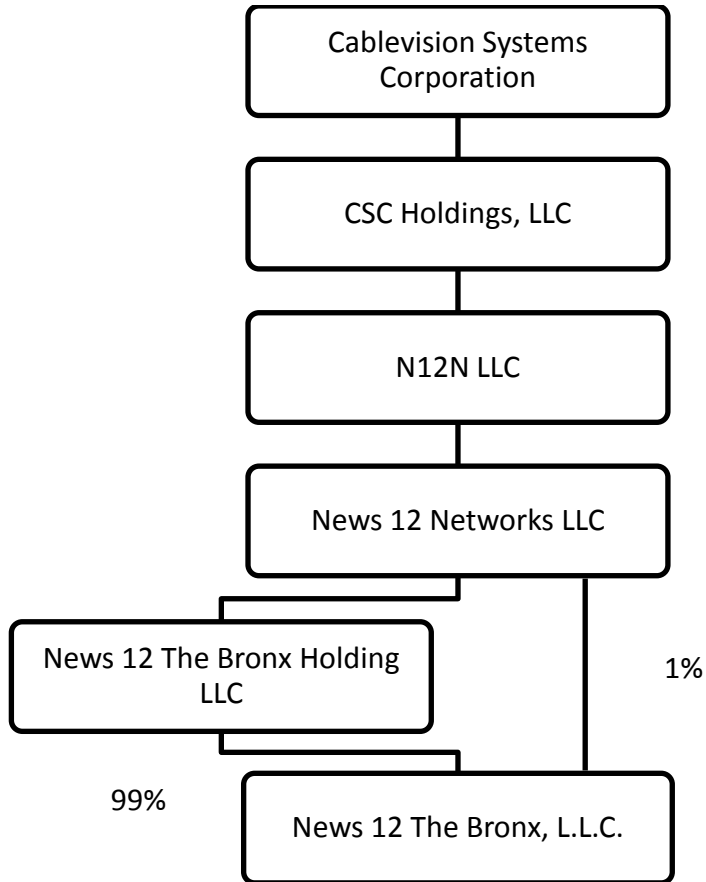 Cablevision Systems
Corporation
CSC Holdings, LLC
N12N LLC
News 12 Networks LLC
News 12 The Bronx Holding
LLC
1%
99%
News 12 The Bronx, L.L.C.